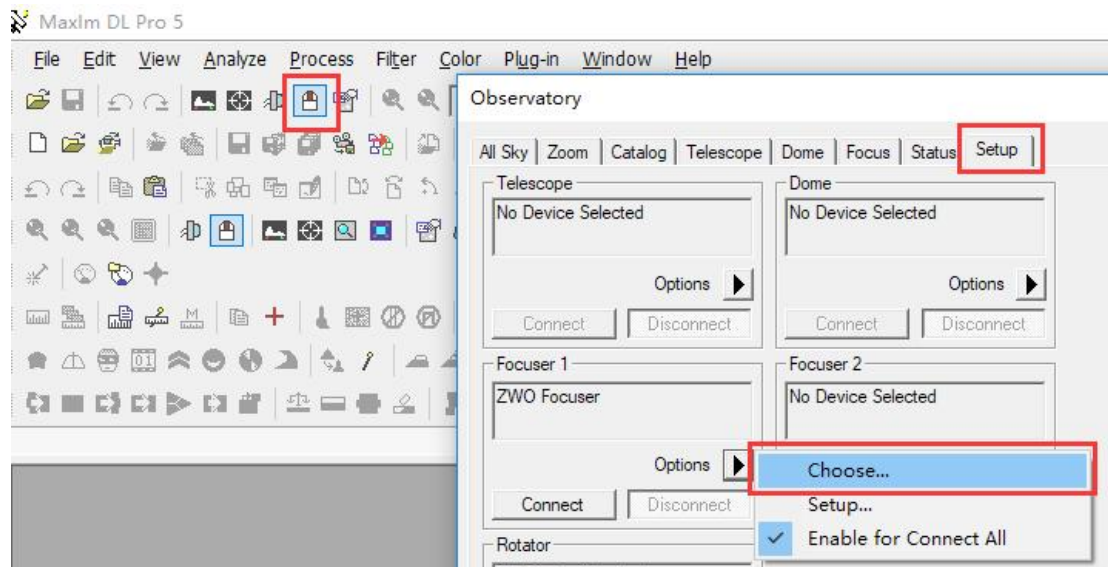 MaxIm DL Pro 5
File Edit View Analyze Process Filter Color Plug-in Window Help
Observatory
All Sky Zoom Catalog Telescope Dome Focus Status Setup
Telescope Dome
No Device Selected No Device Selected
Options Options
Connect Disconnect Connect Disconnect
Focuser 1 Focuser 2
ZWO Focuser No Device Selected
Options Choose...
Connect Disconnect Setup...
Enable for Connect All
Rotator